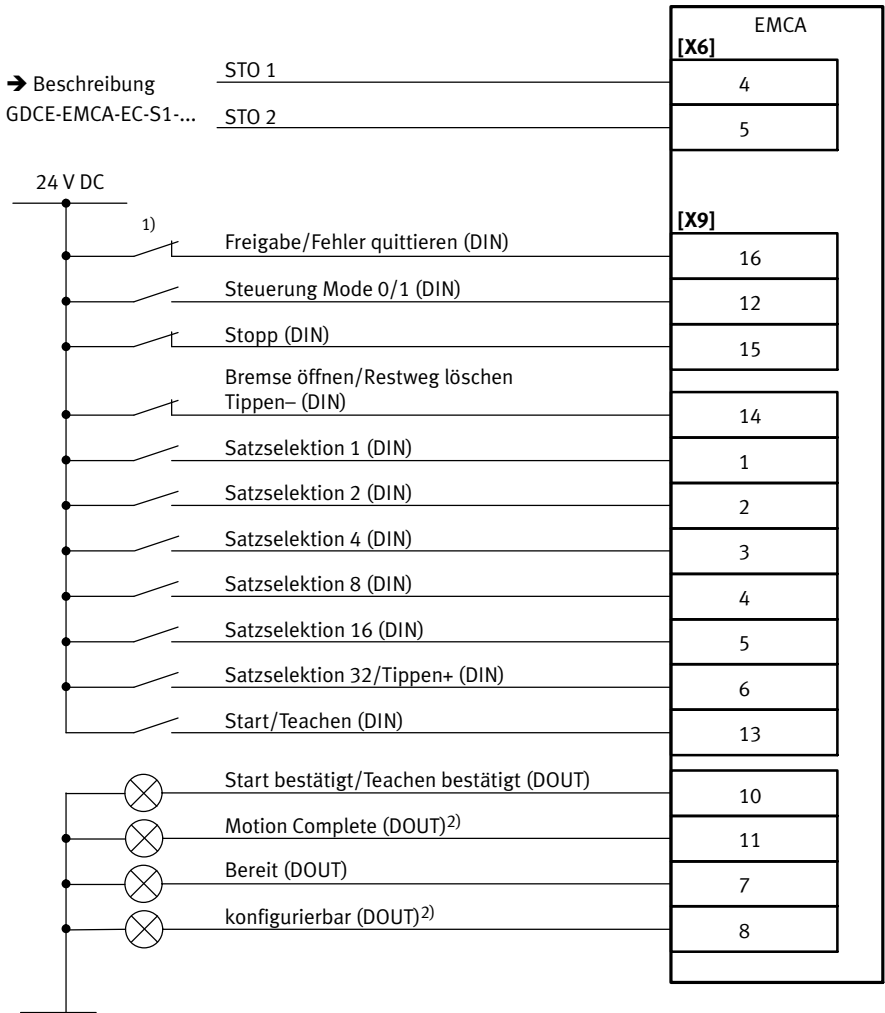 EMCA
[X6]
STO 1
4
➔ Beschreibung
GDCE-EMCA-EC-S1-...
STO 2
5
24 V DC
[X9]
1)
Freigabe/Fehler quittieren (DIN)
16
Steuerung Mode 0/1 (DIN)
12
Stopp (DIN)
15
Bremse öffnen/Restweg löschen
Tippen– (DIN)
14
Satzselektion 1 (DIN)
1
Satzselektion 2 (DIN)
2
Satzselektion 4 (DIN)
3
Satzselektion 8 (DIN)
4
Satzselektion 16 (DIN)
5
Satzselektion 32/Tippen+ (DIN)
6
Start/Teachen (DIN)
13
Start bestätigt/Teachen bestätigt (DOUT)
10
Motion Complete (DOUT)2)
11
Bereit (DOUT)
7
konfigurierbar (DOUT)2)
8